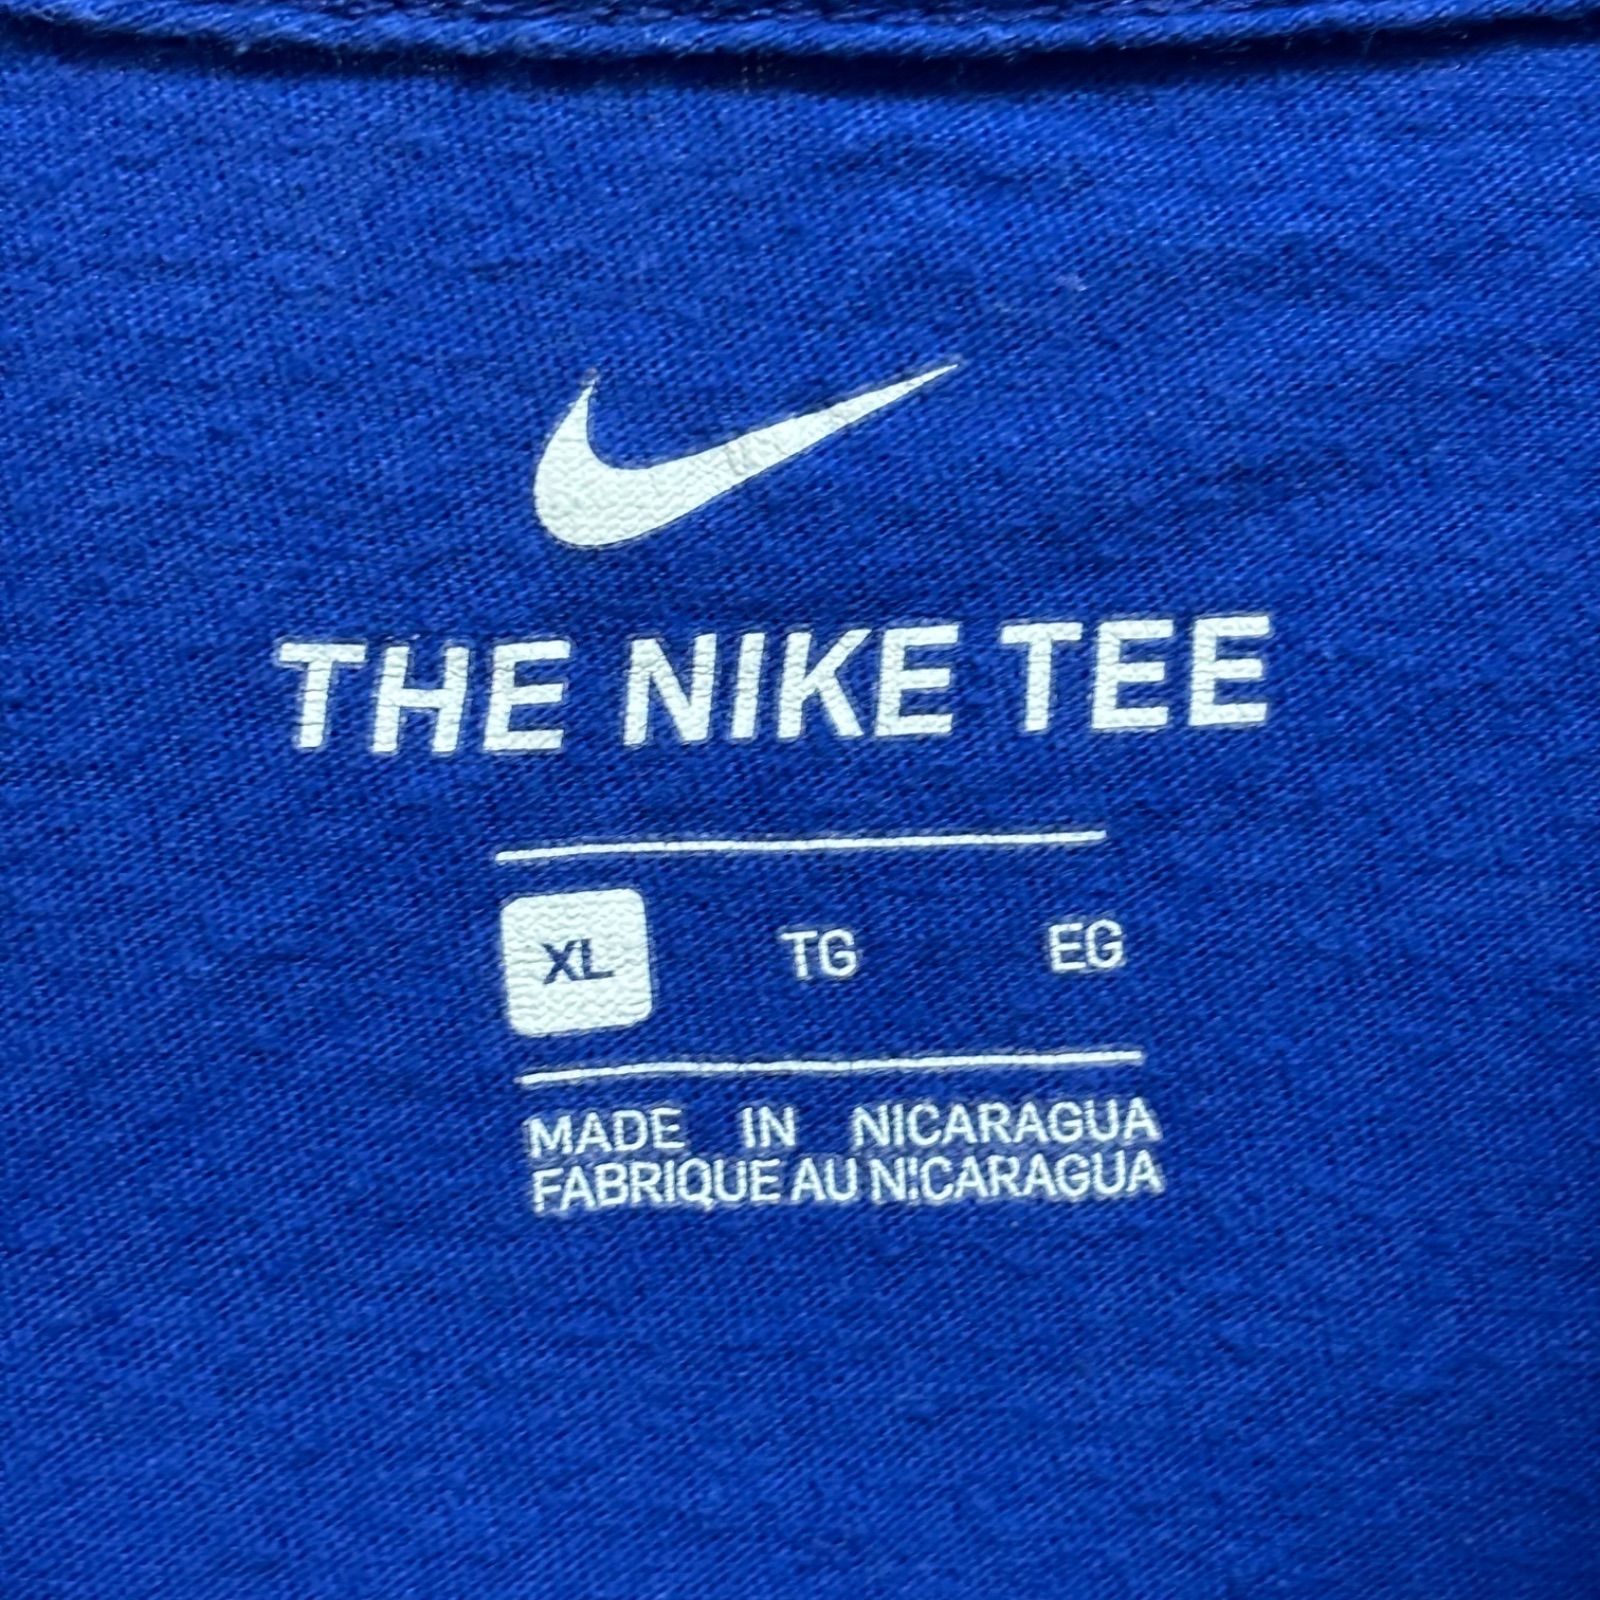 THE NIKE TEE
XL TG EG
MADE IN NICARAGUA
FABRIQUE AU NICARAGUA